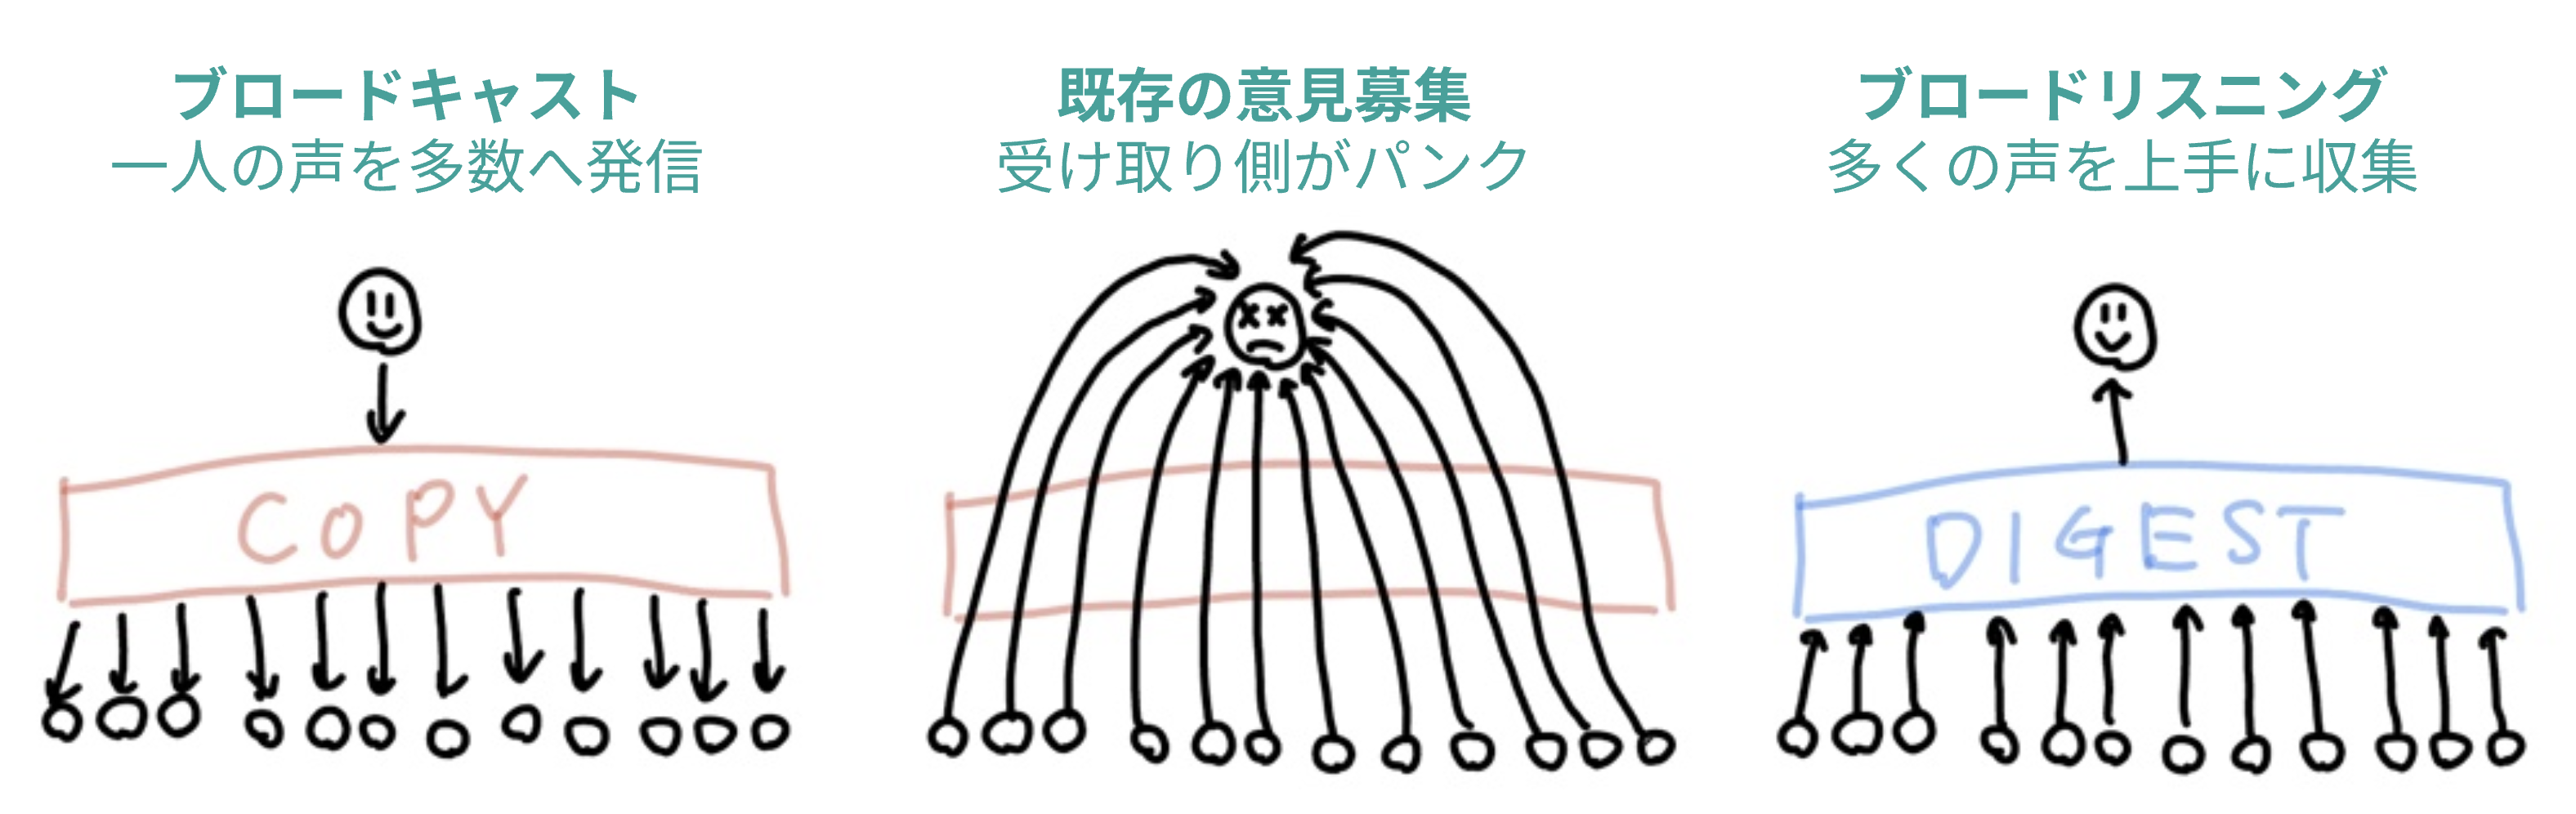 ブロードキャスト
一人の声を多数へ発信
COPY
既存の意見募集
受け取り側がパンク
ブロードリスニング
多くの声を上手に収集
DIGEST